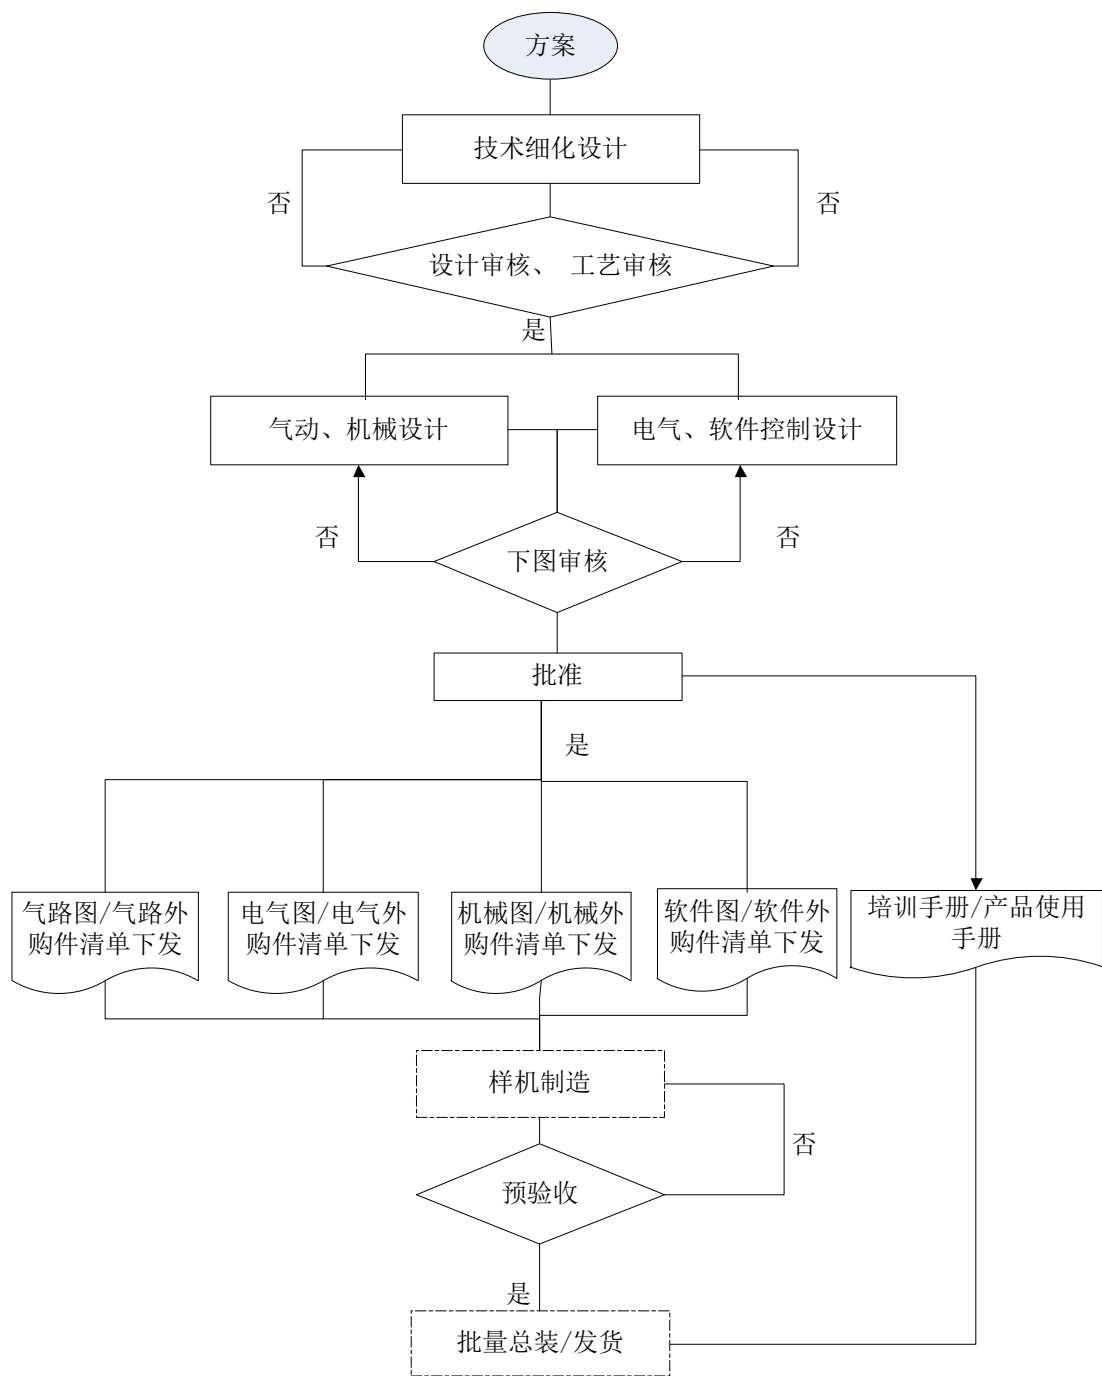 方案
技术细化设计
否
否
设计审核、 工艺审核
是
气动、机械设计
电气、软件控制设计
否
否
下图审核
批准
是
气路图/气路外
购件清单下发
电气图/电气外
购件清单下发
机械图/机械外
购件清单下发
软件图/软件外
购件清单下发
培训手册/产品使用
手册
样机制造
否
预验收
是
批量总装/发货